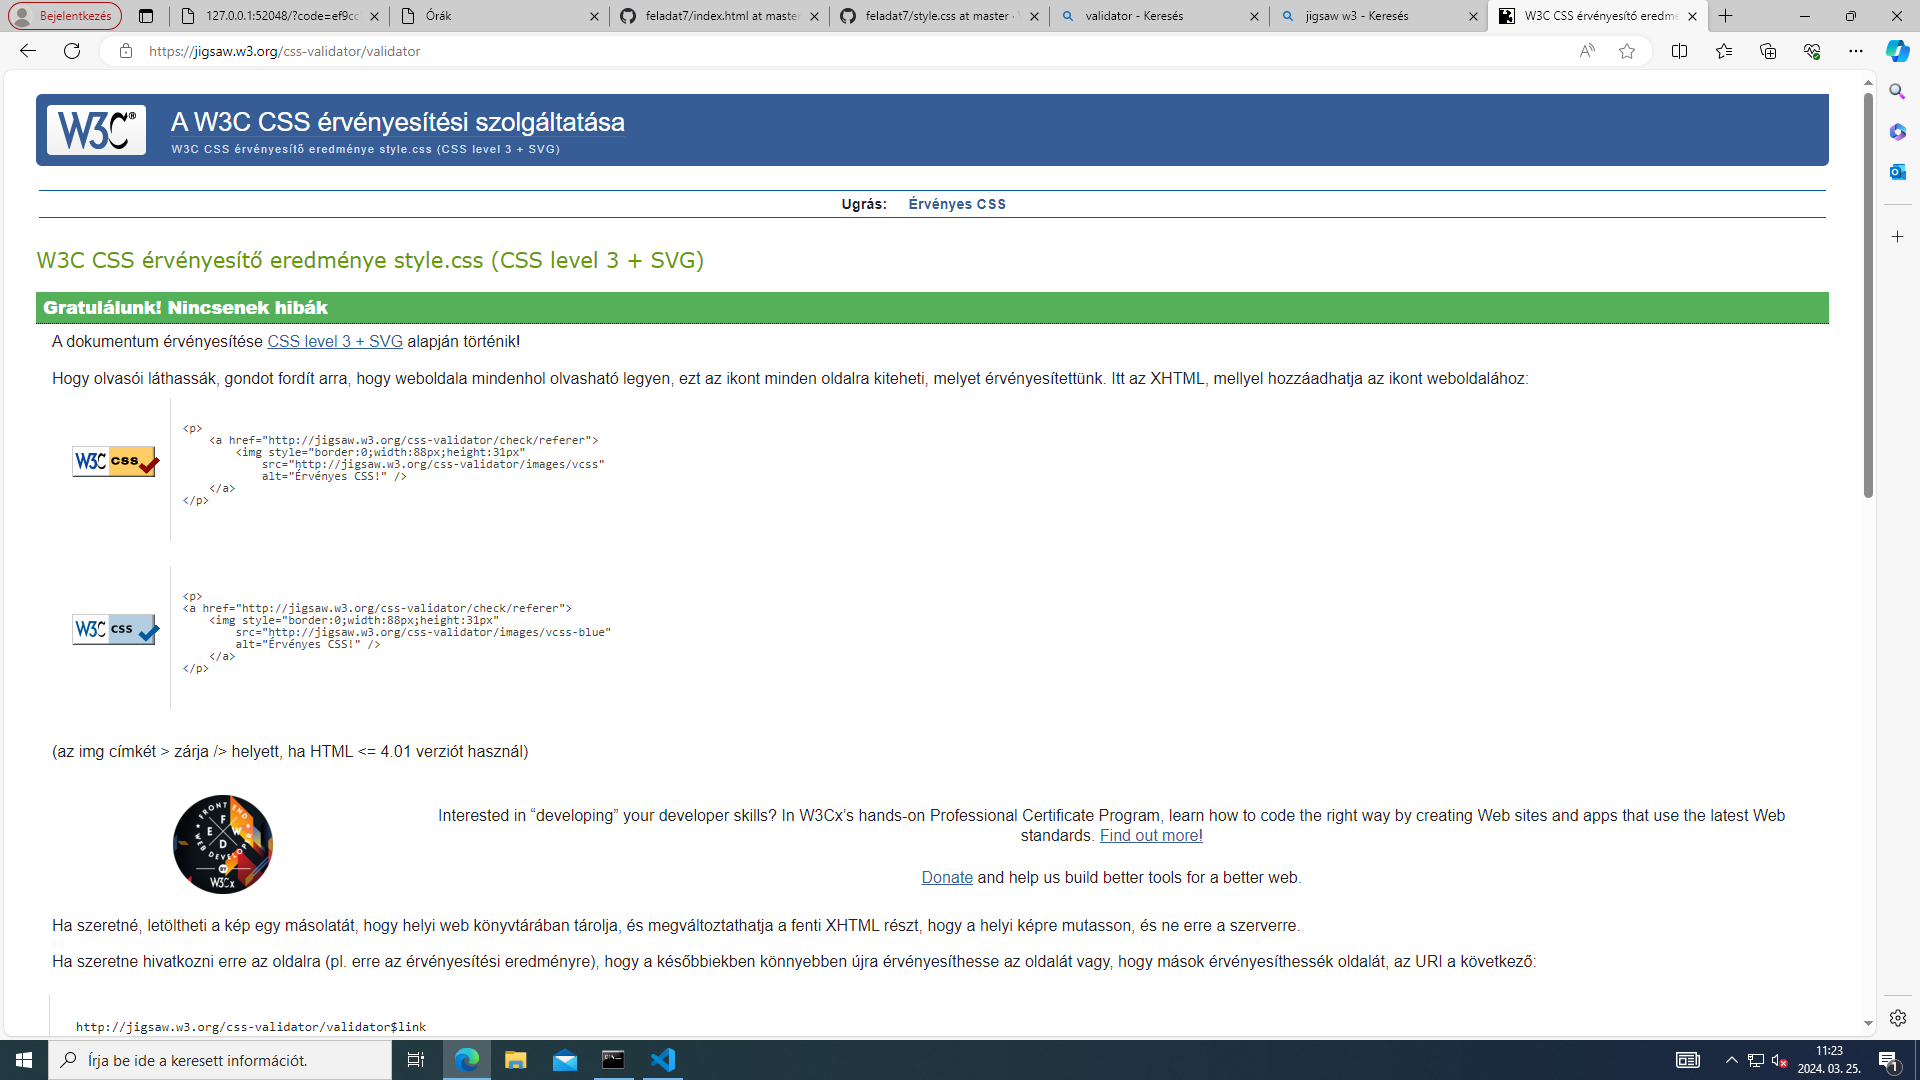 Bejelentkezés
127.0.0.1:52048/?code=ef9cc
Órák
feladat7/index.html at master
feladat7/style.css at master ·
validator - Keresés
jigsaw w3 - Keresés
W3C CSS érvényesítő eredmé
https://jigsaw.w3.org/css-validator/validator
W3C®
A W3C CSS érvényesítési szolgáltatása
W3C CSS érvényesítő eredménye style.css (CSS level 3 + SVG)
Ugrás: Érvényes CSS
W3C CSS érvényesítő eredménye style.css (CSS level 3 + SVG)
Gratulálunk! Nincsenek hibák
A dokumentum érvényesítése CSS level 3 + SVG alapján történik!
Hogy olvasói láthassák, gondot fordít arra, hogy weboldala mindenhol olvasható legyen, ezt az ikont minden oldalra kiteheti, melyet érvényesítettünk. Itt az XHTML, mellyel hozzáadhatja az ikont weboldalához:
W3C css
<p>
<a href="http://jigsaw.w3.org/css-validator/check/referer">
<img style="border:0;width:88px;height:31px"
src="http://jigsaw.w3.org/css-validator/images/vcss"
alt="Érvényes CSS!" />
</a>
</p>
W3C css
<p>
<a href="http://jigsaw.w3.org/css-validator/check/referer">
<img style="border:0;width:88px;height:31px"
src="http://jigsaw.w3.org/css-validator/images/vcss-blue"
alt="Érvényes CSS!" />
</a>
</p>
(az img címkét > zárja /> helyett, ha HTML <= 4.01 verziót használ)
FRONT END
F
E W
D
WEB DEVELOPER
W3Cx
Interested in “developing” your developer skills? In W3Cx’s hands-on Professional Certificate Program, learn how to code the right way by creating Web sites and apps that use the latest Web
standards. Find out more!
Donate and help us build better tools for a better web.
Ha szeretné, letöltheti a kép egy másolatát, hogy helyi web könyvtárában tárolja, és megváltoztathatja a fenti XHTML részt, hogy a helyi képre mutasson, és ne erre a szerverre.
Ha szeretne hivatkozni erre az oldalra (pl. erre az érvényesítési eredményre), hogy a későbbiekben könnyebben újra érvényesíthesse az oldalát vagy, hogy mások érvényesíthessék oldalát, az URI a következő:
http://jigsaw.w3.org/css-validator/validator$link
Írja be ide a keresett információt.
11:23
2024. 03. 25.
1